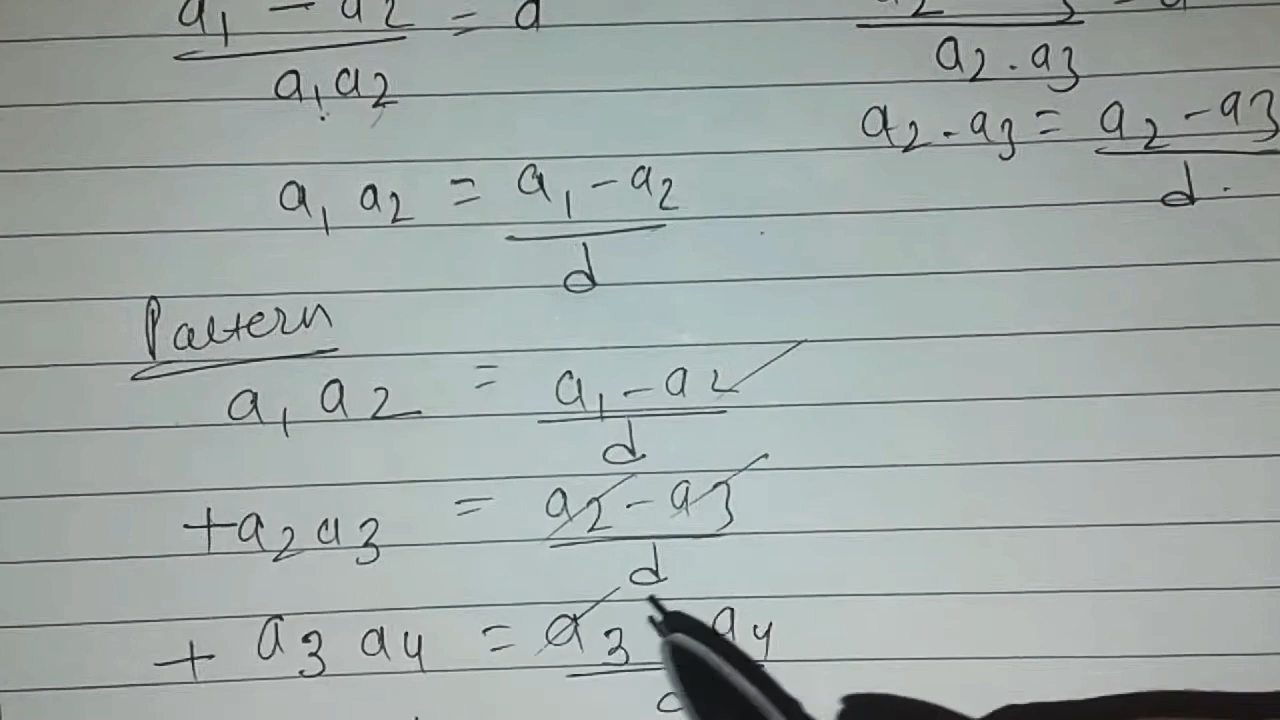 a₁ - a₂ = d
a₁a₂
a₂ . a₃
a₂ . a₃ = a₂ - a₃
d .
a₁ a₂ = a₁ - a₂
d
Pattern
a₁ a₂ = a₁ - a₂
d
+ a₂ a₃ = a₂ - a₃
d
+ a₃ a₄ = a₃ a₄